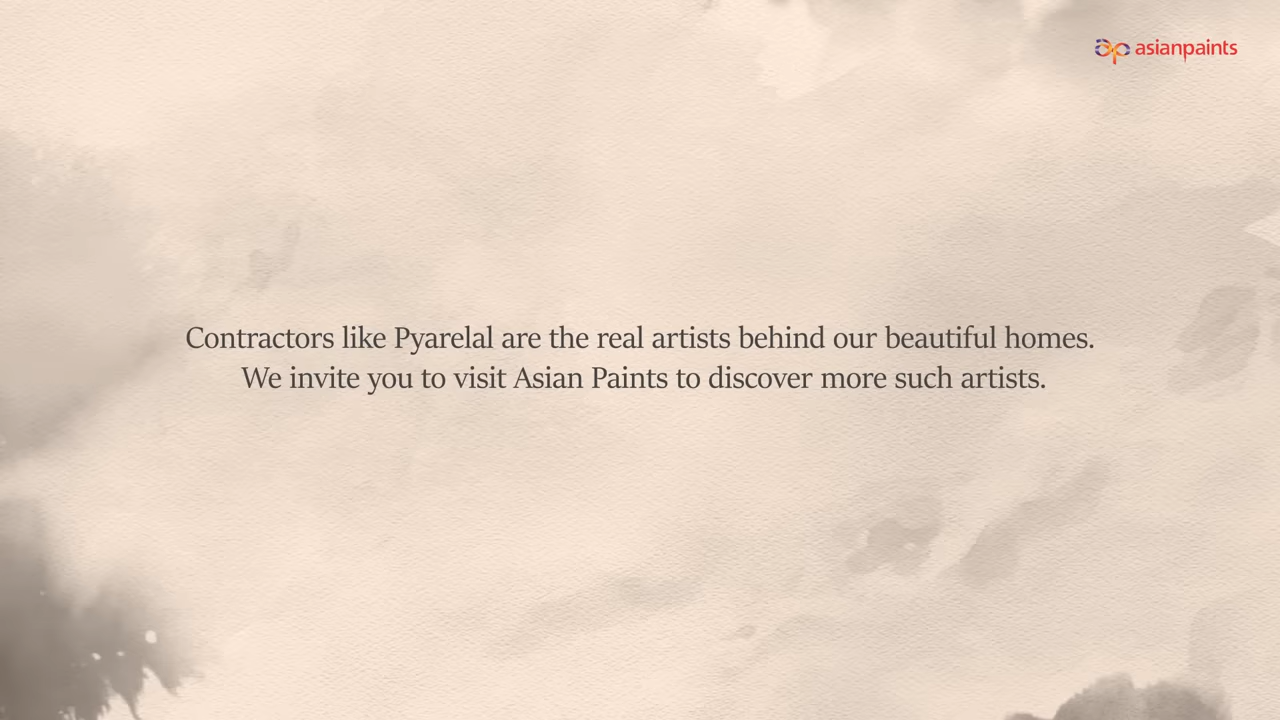 asianpaints
Contractors like Pyarelal are the real artists behind our beautiful homes.
We invite you to visit Asian Paints to discover more such artists.